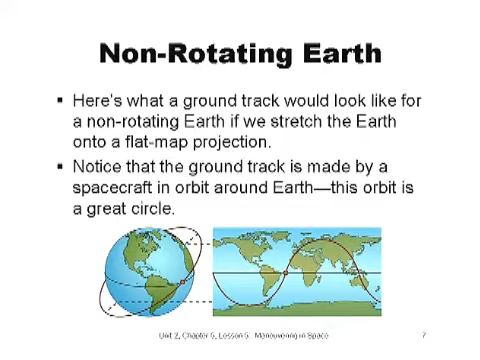 Non-Rotating Earth
▪ Here's what a ground track would look like for
a non-rotating Earth if we stretch the Earth
onto a flat-map projection.
▪ Notice that the ground track is made by a
spacecraft in orbit around Earth—this orbit is
a great circle.
Unit 2, Chapter 5, Lesson 5: Maneuvering in Space
7